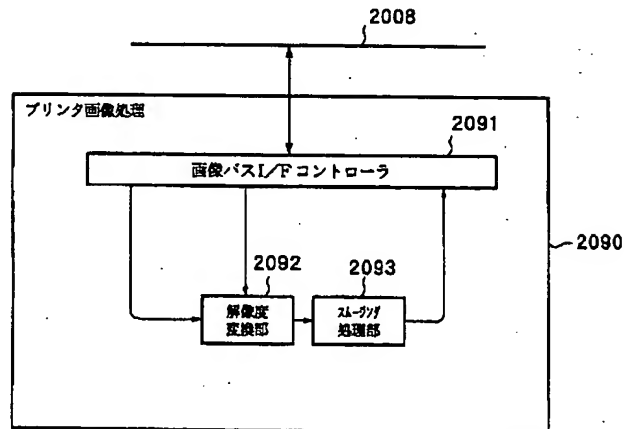 2008
プリンタ画像処理
2091
画像バスI/Fコントローラ
2090
2092
2093
解像度
変換部
スムージング
処理部